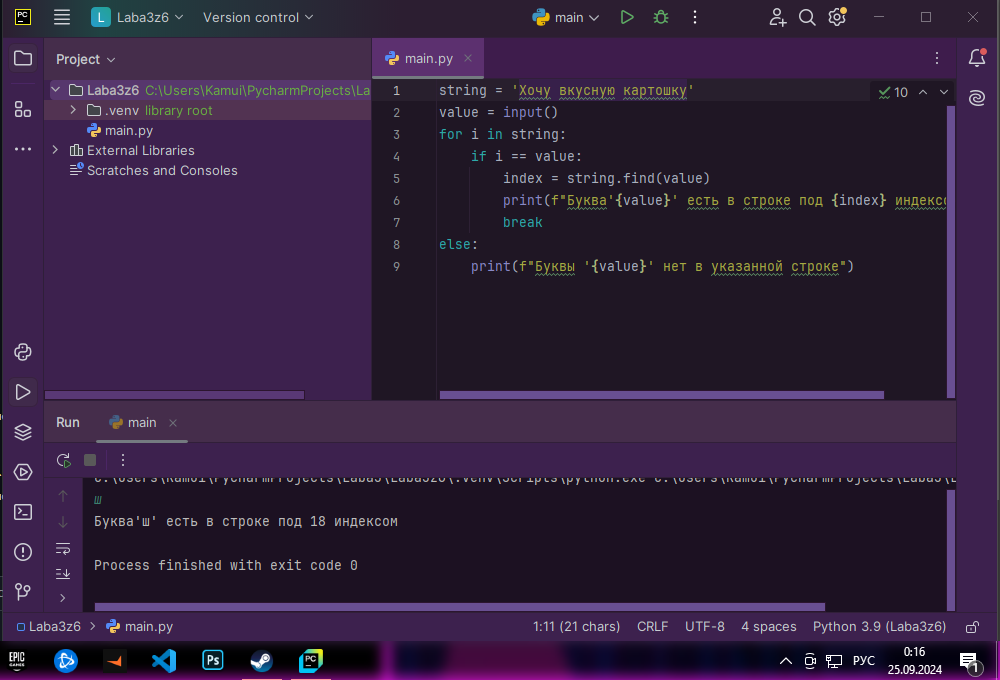 PC
L Laba3z6 Version control main
Project
main.py
Laba3z6 C:\Users\Kamui\PycharmProjects\La
.venv library root
main.py
External Libraries
Scratches and Consoles
10
1 string = 'Хочу вкусную картошку'
2 value = input()
3 for i in string:
4 if i == value:
5 index = string.find(value)
6 print(f"Буква'{value}' есть в строке под {index} индексо
7 break
8 else:
9 print(f"Буквы '{value}' нет в указанной строке")
Run main
C:\Users\Kamui\PycharmProjects\Laba3\Laba3z6\.venv\Scripts\python.exe C:\Users\Kamui\PycharmProjects\Laba3\L
ш
Буква'ш' есть в строке под 18 индексом
Process finished with exit code 0
Laba3z6 > main.py 1:11 (21 chars) CRLF UTF-8 4 spaces Python 3.9 (Laba3z6)
EPIC GAMES Ps PC РУС 0:16
25.09.2024 1